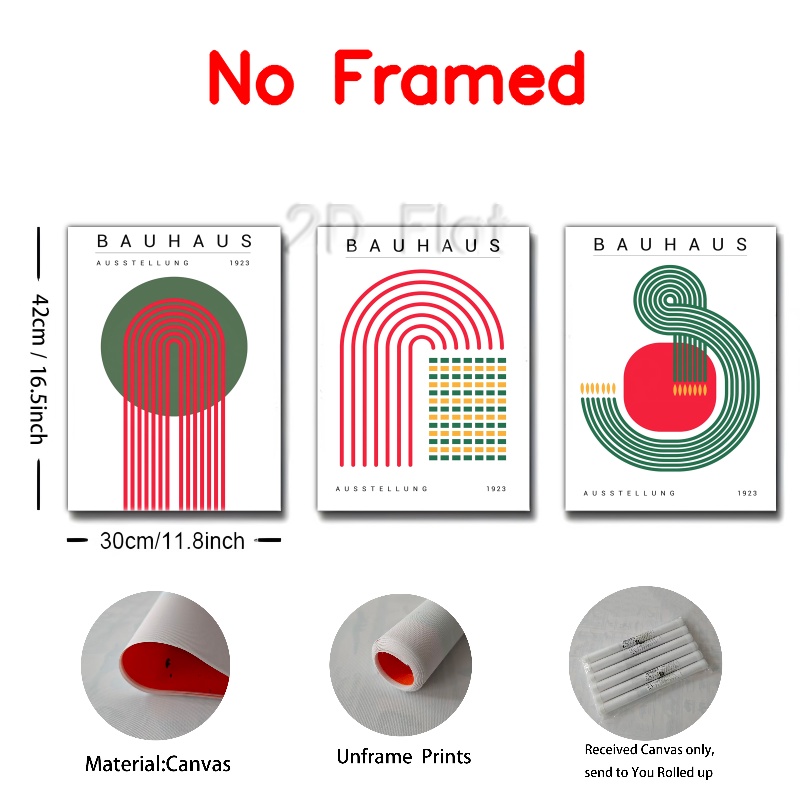 No Framed
2D Flat
BAUHAUS
AUSSTELLUNG 1923
BAUHAUS
AUSSTELLUNG 1923
BAUHAUS
AUSSTELLUNG 1923
42cm / 16.5inch
30cm/11.8inch
Material:Canvas
Unframe Prints
Received Canvas only,
send to You Rolled up